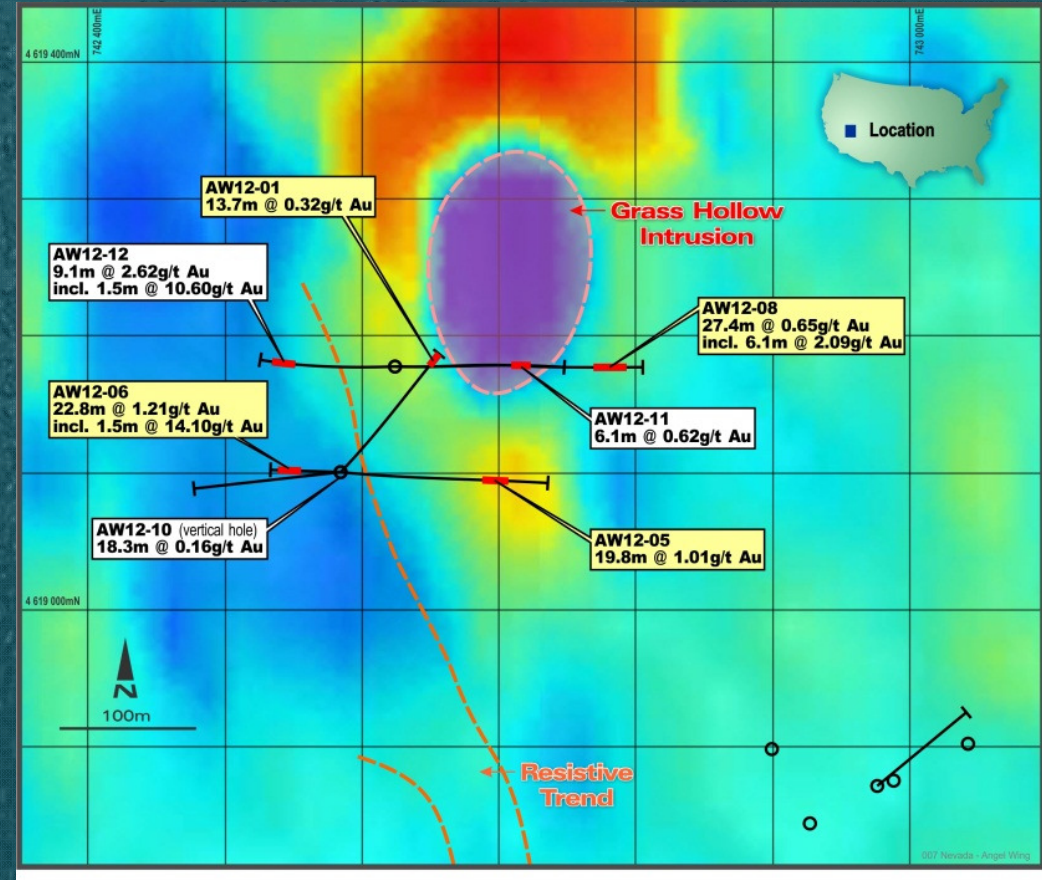 742 400mE
743 000mE
4 619 400mN
Location
AW12-01
13.7m @ 0.32g/t Au
Grass Hollow
Intrusion
AW12-12
9.1m @ 2.62g/t Au
incl. 1.5m @ 10.60g/t Au
AW12-08
27.4m @ 0.65g/t Au
incl. 6.1m @ 2.09g/t Au
AW12-06
22.8m @ 1.21g/t Au
incl. 1.5m @ 14.10g/t Au
AW12-11
6.1m @ 0.62g/t Au
AW12-10 (vertical hole)
18.3m @ 0.16g/t Au
AW12-05
19.8m @ 1.01g/t Au
4 619 000mN
N
100m
Resistive
Trend
007 Nevada - Angel Wing